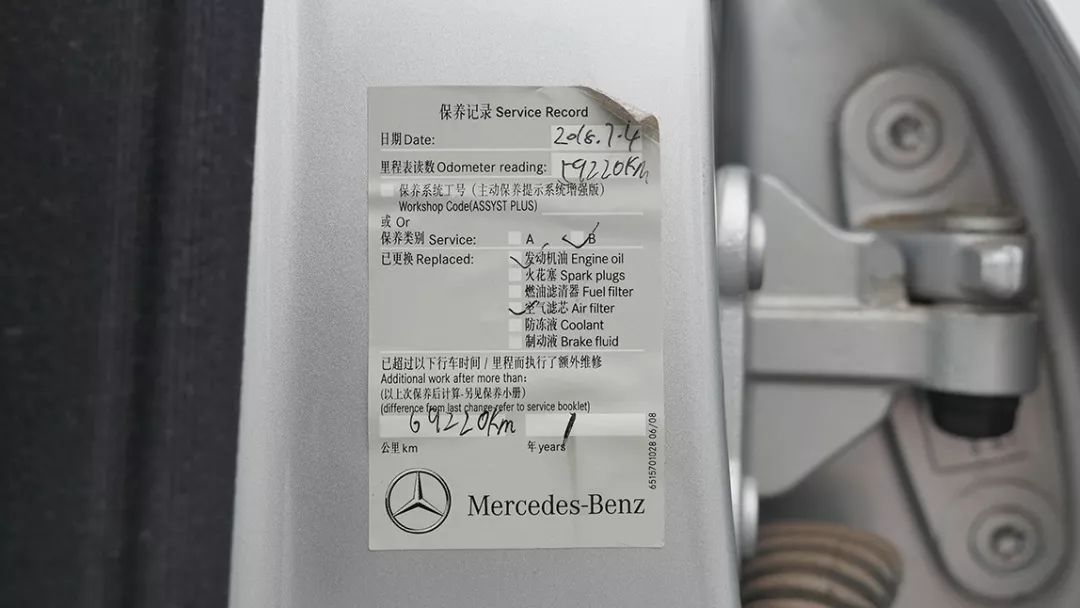 保养记录 Service Record
日期 Date: 2018.7.4
里程表读数 Odometer reading: 59220Km
保养系统工号（主动保养提示系统增强版）
Workshop Code(ASSYST PLUS)
或 Or
保养类别 Service: A B
已更换 Replaced: 发动机油 Engine oil
火花塞 Spark plugs
燃油滤清器 Fuel filter
空气滤芯 Air filter
防冻液 Coolant
制动液 Brake fluid
已超过以下行车时间 / 里程而执行了额外维修
Additional work after more than:
(以上次保养后计算-另见保养小册)
(difference from last change-refer to service booklet)
69220Km 1
公里 km 年 years
6515701028 06/08
Mercedes-Benz